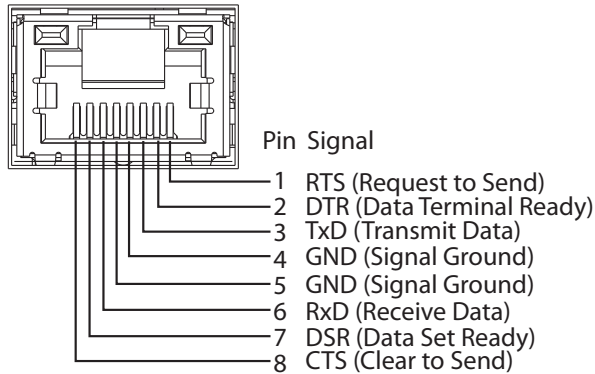 Pin Signal
1 RTS (Request to Send)
2 DTR (Data Terminal Ready)
3 TxD (Transmit Data)
4 GND (Signal Ground)
5 GND (Signal Ground)
6 RxD (Receive Data)
7 DSR (Data Set Ready)
8 CTS (Clear to Send)